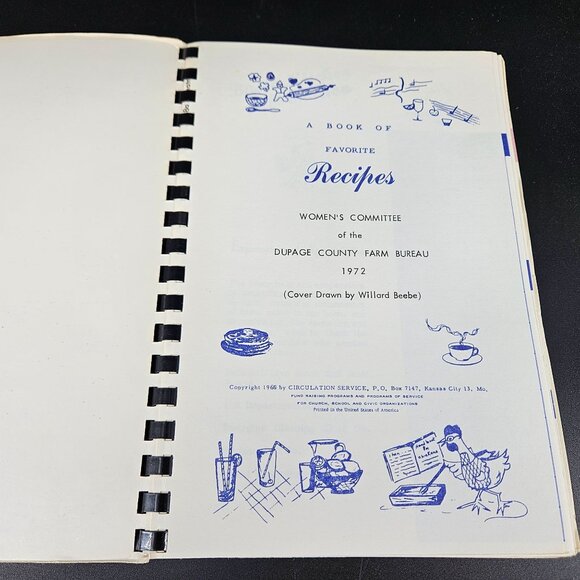 A BOOK OF
FAVORITE
Recipes
WOMEN'S COMMITTEE
of the
DUPAGE COUNTY FARM BUREAU
1972
(Cover Drawn by Willard Beebe)
Copyright 1966 by CIRCULATION SERVICE, P.O. Box 7147, Kansas City 13, Mo.
FUND RAISING PROGRAMS AND PROGRAMS OF SERVICE
FOR CHURCH, SCHOOL AND CIVIC ORGANIZATIONS
Printed in the United States of America